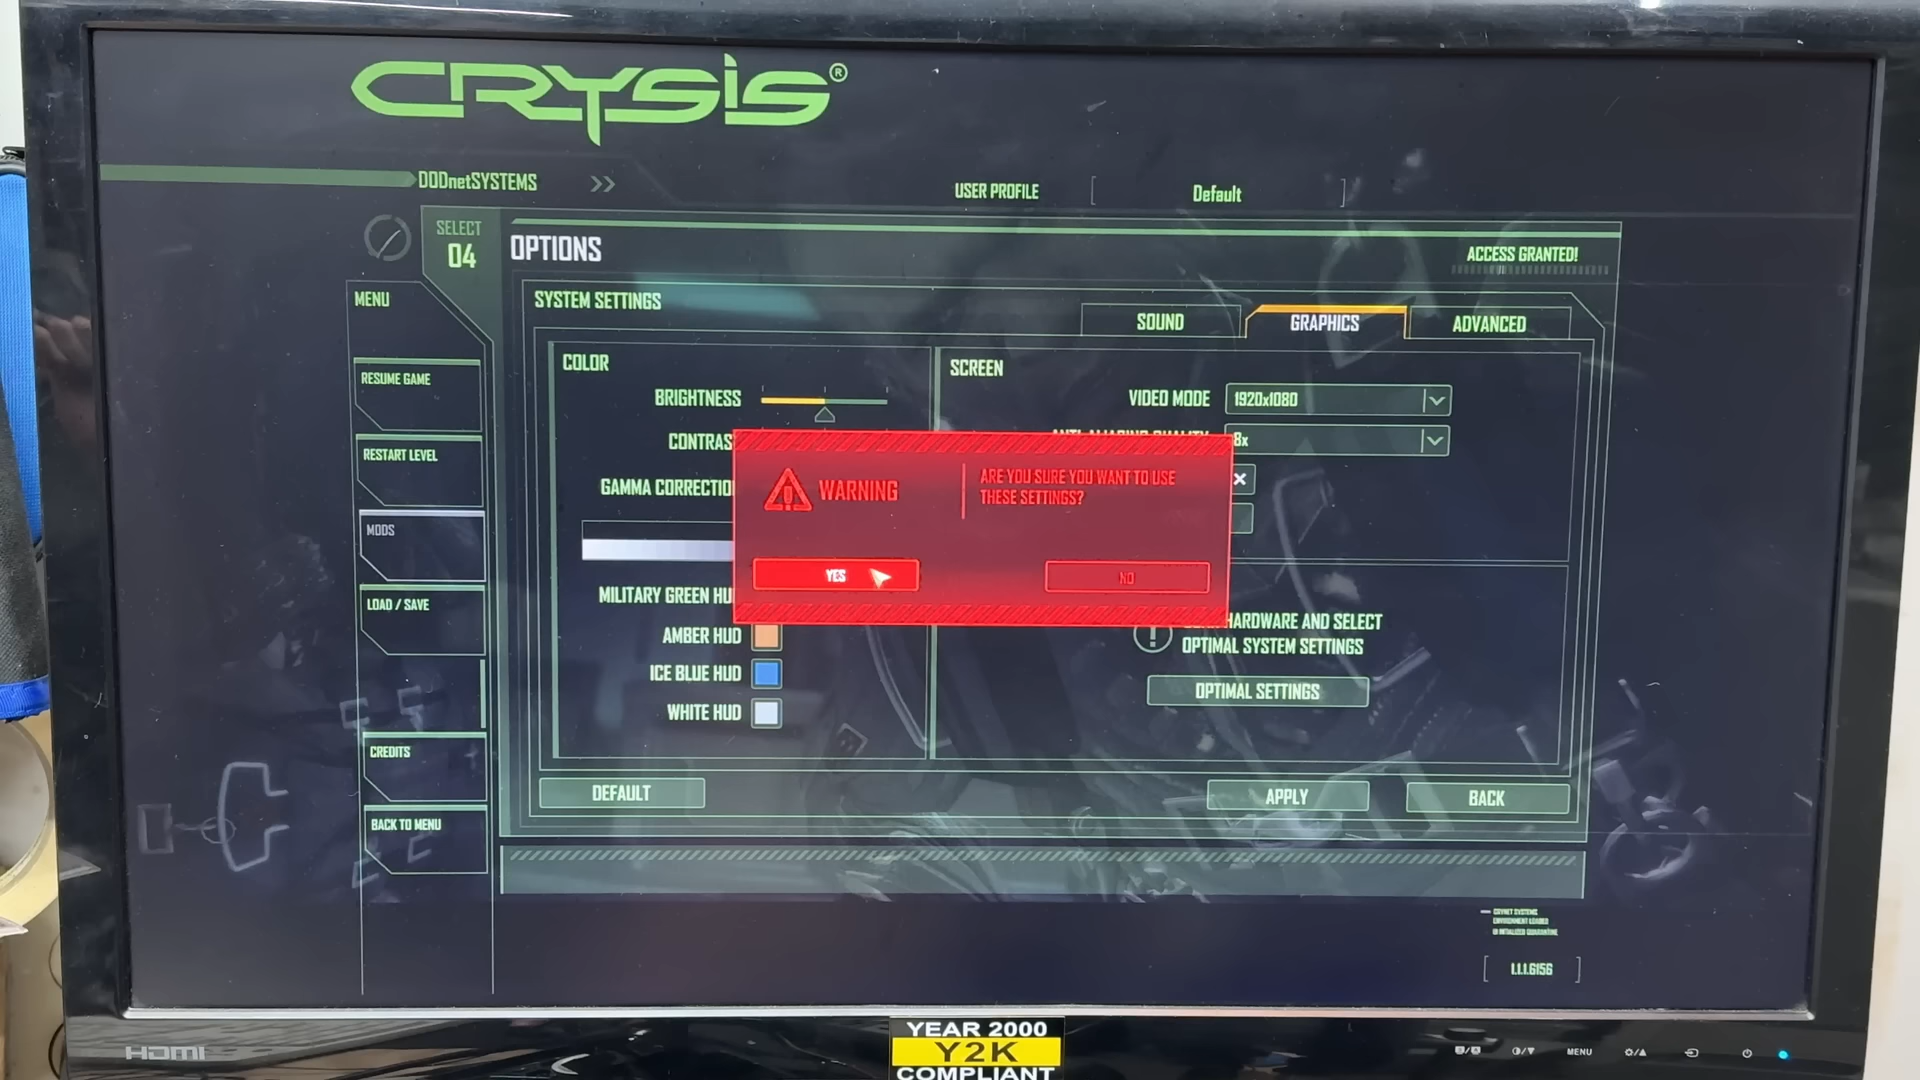 CRYSIS®
DODnetSYSTEMS
USER PROFILE
Default
SELECT
04
OPTIONS
ACCESS GRANTED!
MENU
SYSTEM SETTINGS
SOUND
GRAPHICS
ADVANCED
COLOR
SCREEN
RESUME GAME
BRIGHTNESS
VIDEO MODE
1920x1080
CONTRAS
8x
RESTART LEVEL
GAMMA CORRECTIO
WARNING
ARE YOU SURE YOU WANT TO USE
THESE SETTINGS?
MODS
YES
NO
MILITARY GREEN HU
LOAD / SAVE
AMBER HUD
HARDWARE AND SELECT
OPTIMAL SYSTEM SETTINGS
ICE BLUE HUD
OPTIMAL SETTINGS
WHITE HUD
CREDITS
DEFAULT
APPLY
BACK
BACK TO MENU
CRYNET SYSTEMS
ENVIRONMENT LOADED
1.1.1.6156
YEAR 2000
Y2K
COMPLIANT
HDMI
MENU